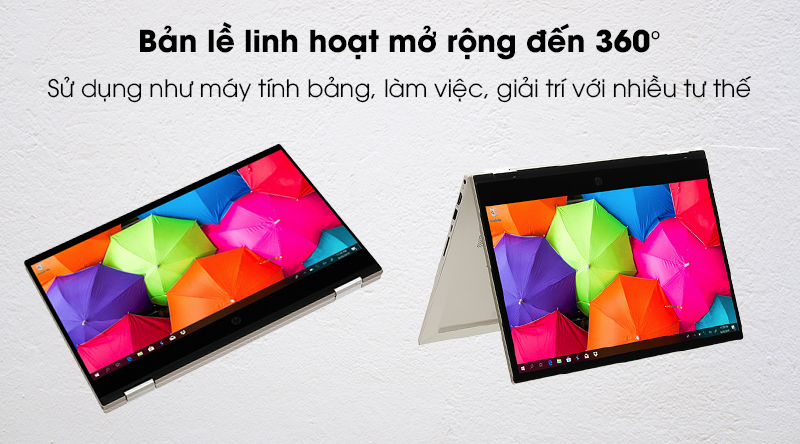 Bản lề linh hoạt mở rộng đến 360°
Sử dụng như máy tính bảng, làm việc, giải trí với nhiều tư thế